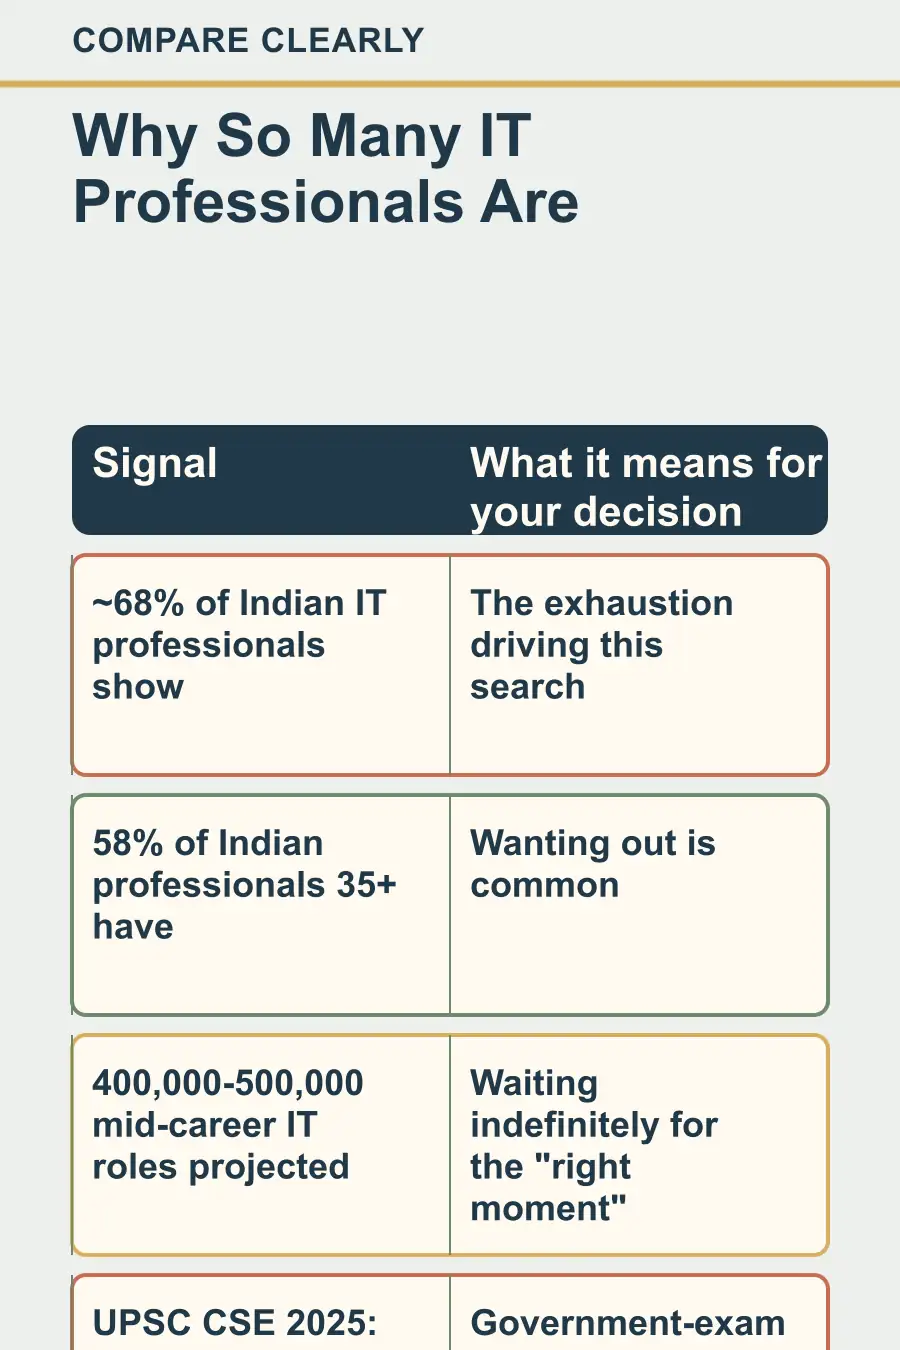 COMPARE CLEARLY
Why So Many IT
Professionals Are
Signal
What it means for
your decision
~68% of Indian IT
professionals
show
The exhaustion
driving this
search
58% of Indian
professionals 35+
have
Wanting out is
common
400,000-500,000
mid-career IT
roles projected
Waiting
indefinitely for
the "right
moment"
UPSC CSE 2025:
Government-exam